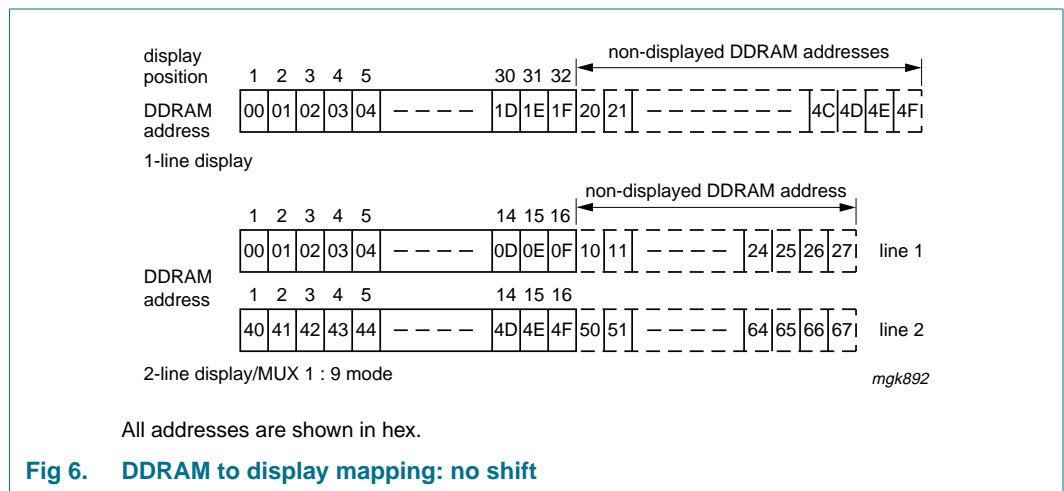 display position 1 2 3 4 5 30 31 32 non-displayed DDRAM addresses
DDRAM address 00 01 02 03 04 1D 1E 1F 20 21 4C 4D 4E 4F
1-line display
non-displayed DDRAM address
1 2 3 4 5 14 15 16
00 01 02 03 04 0D 0E 0F 10 11 24 25 26 27 line 1
DDRAM address
1 2 3 4 5 14 15 16
40 41 42 43 44 4D 4E 4F 50 51 64 65 66 67 line 2
2-line display/MUX 1 : 9 mode
mgk892
All addresses are shown in hex.
Fig 6. DDRAM to display mapping: no shift